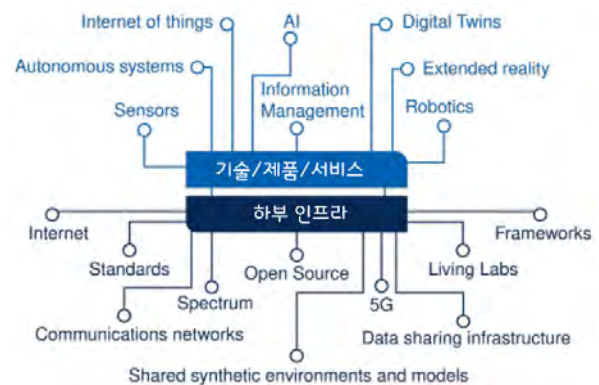 Internet of things
AI
Digital Twins
Autonomous systems
Extended reality
Information
Management
Sensors
Robotics
기술/제품/서비스
하부 인프라
Internet
Frameworks
Standards
Open Source
Living Labs
Spectrum
5G
Communications networks
Data sharing infrastructure
Shared synthetic environments and models